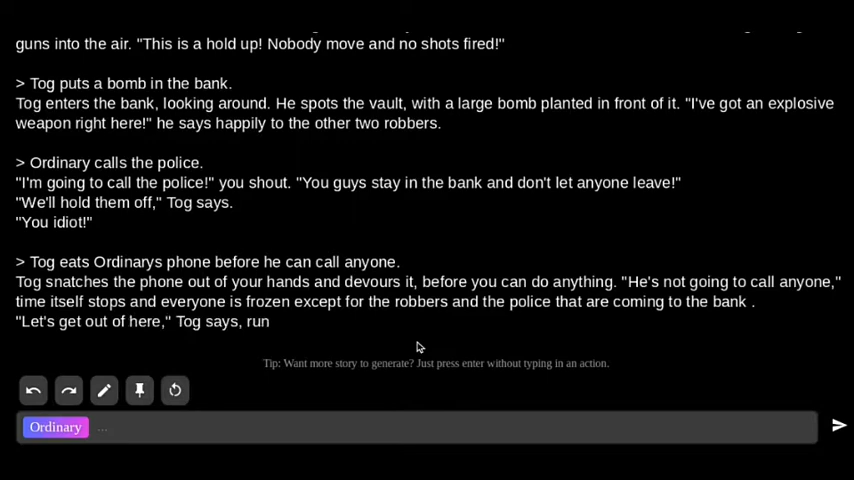 guns into the air. "This is a hold up! Nobody move and no shots fired!"
> Tog puts a bomb in the bank.
Tog enters the bank, looking around. He spots the vault, with a large bomb planted in front of it. "I've got an explosive
weapon right here!" he says happily to the other two robbers.
> Ordinary calls the police.
"I'm going to call the police!" you shout. "You guys stay in the bank and don't let anyone leave!"
"We'll hold them off," Tog says.
"You idiot!"
> Tog eats Ordinarys phone before he can call anyone.
Tog snatches the phone out of your hands and devours it, before you can do anything. "He's not going to call anyone,"
time itself stops and everyone is frozen except for the robbers and the police that are coming to the bank .
"Let's get out of here," Tog says, run
Tip: Want more story to generate? Just press enter without typing in an action.
Ordinary ...